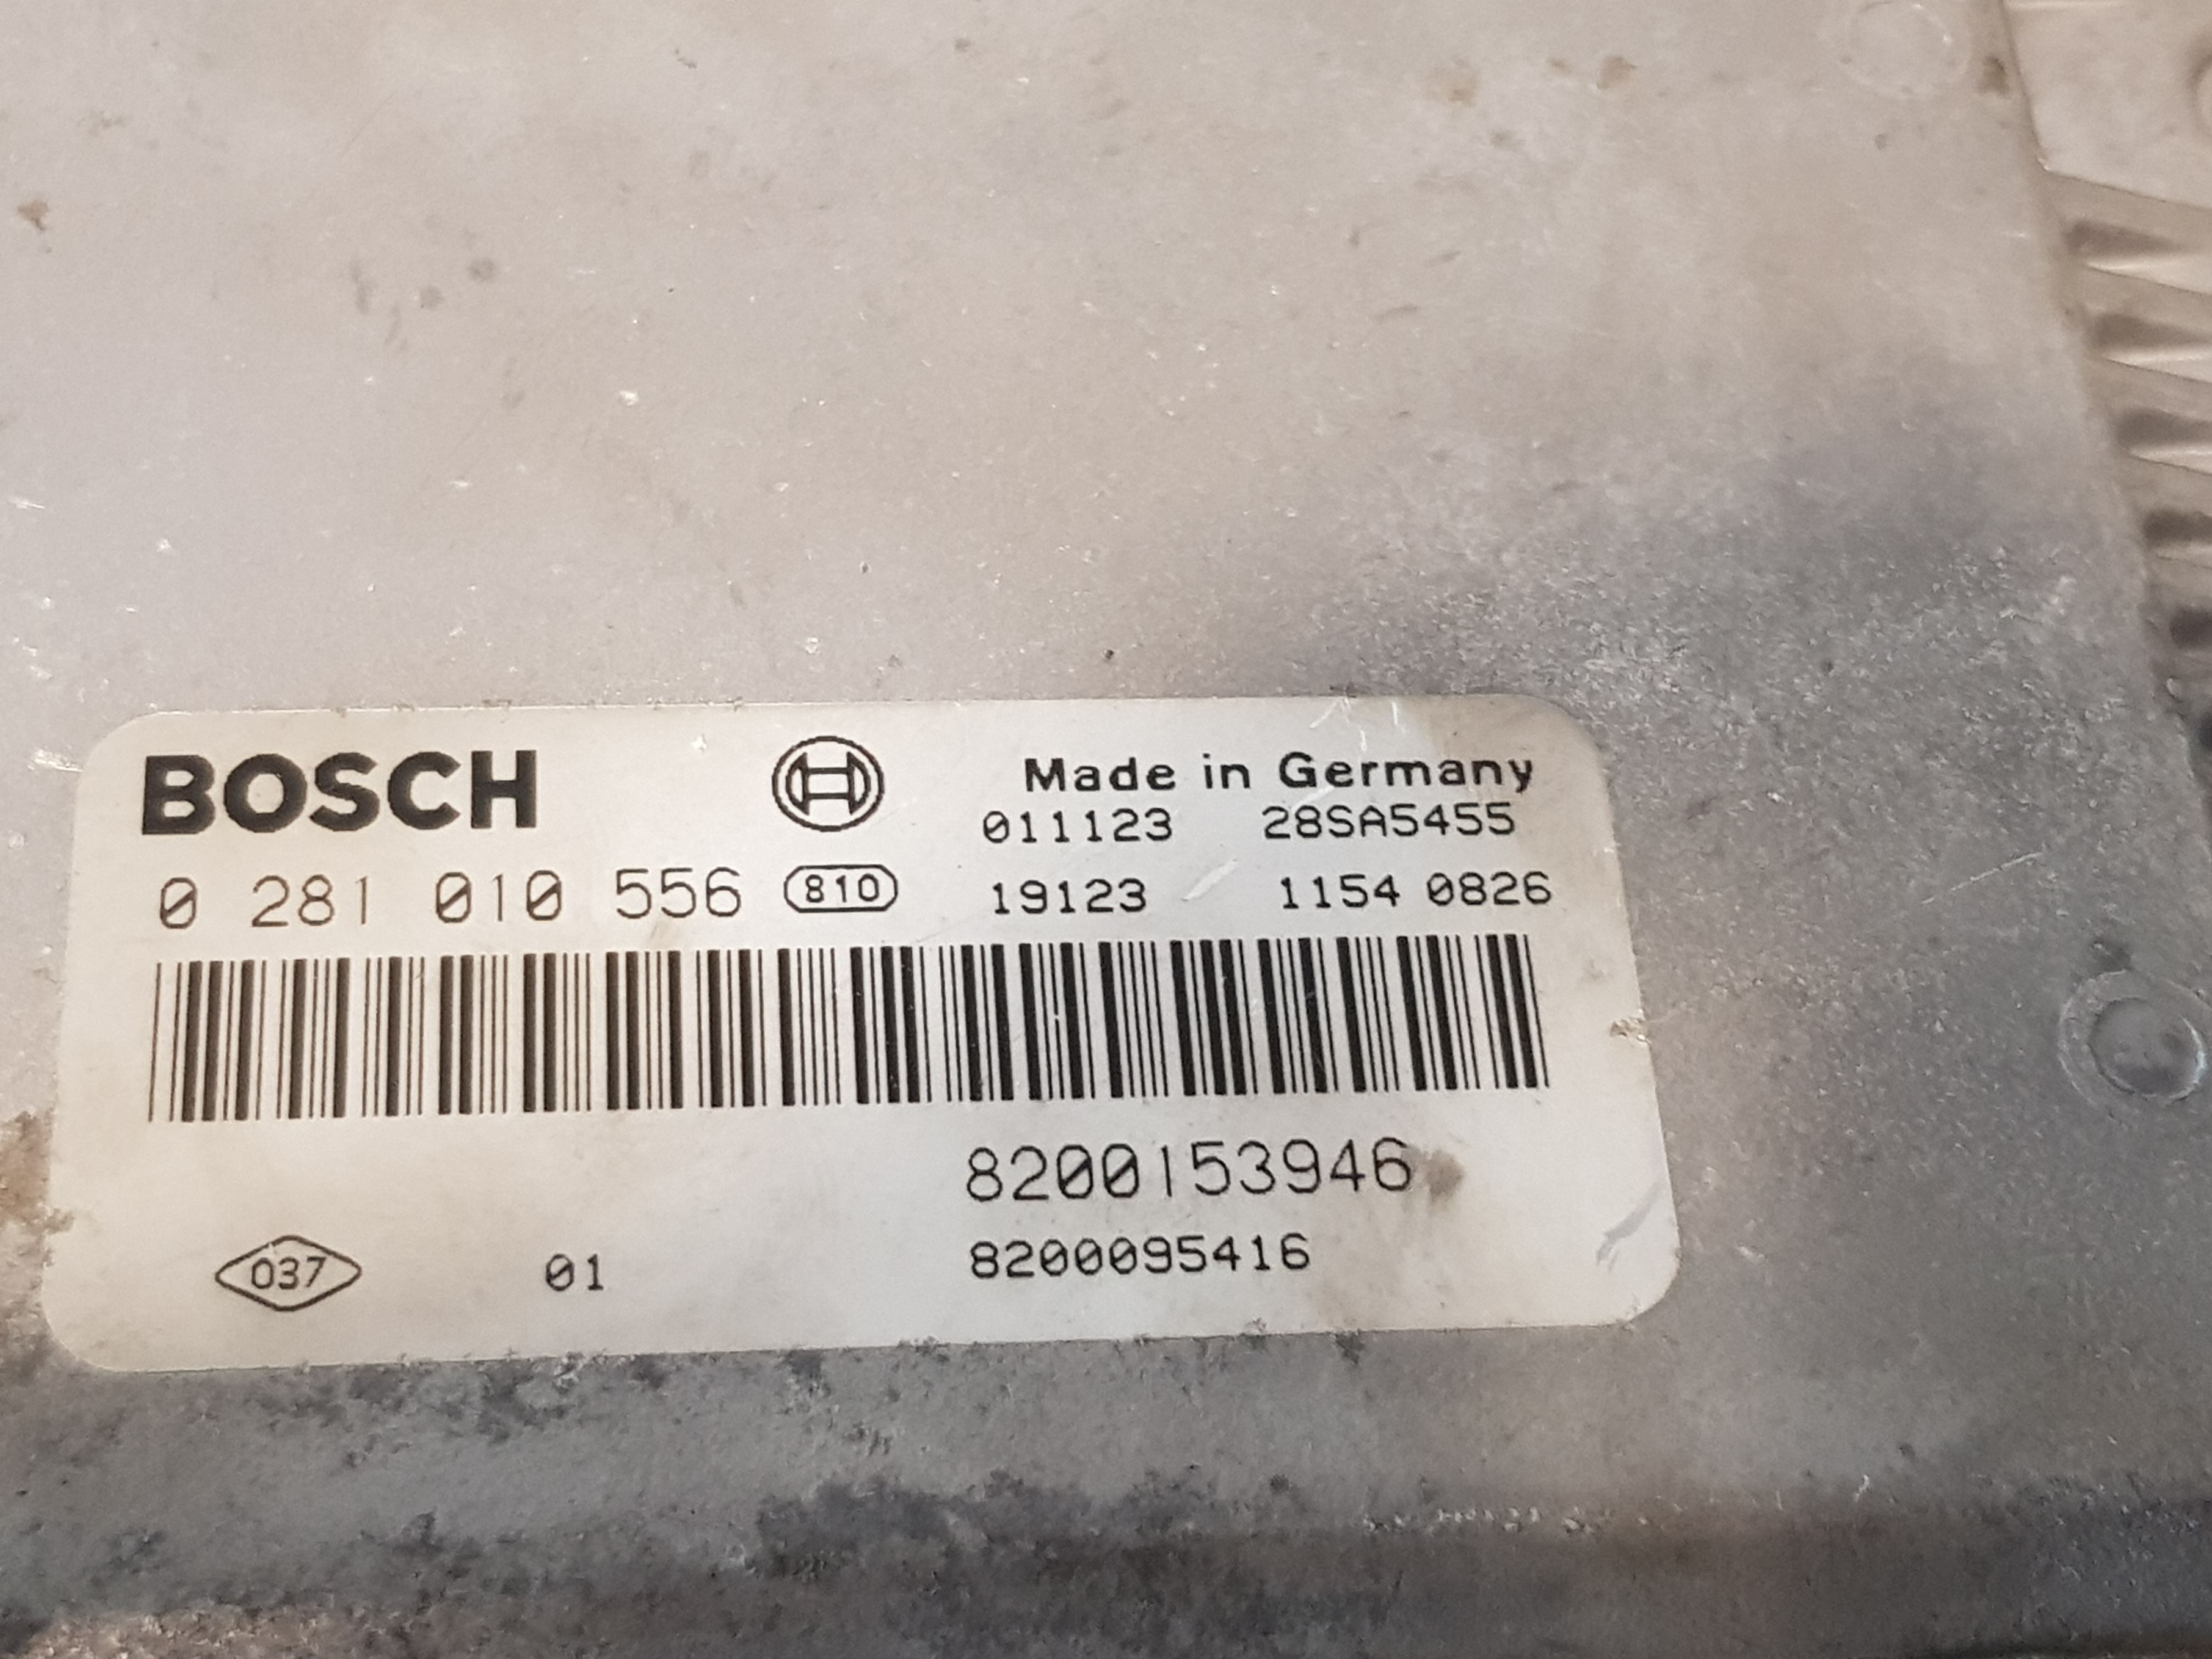 BOSCH
Made in Germany
011123 28SA5455
0 281 010 556 810 19123 1154 0826
8200153946
037 01 8200095416